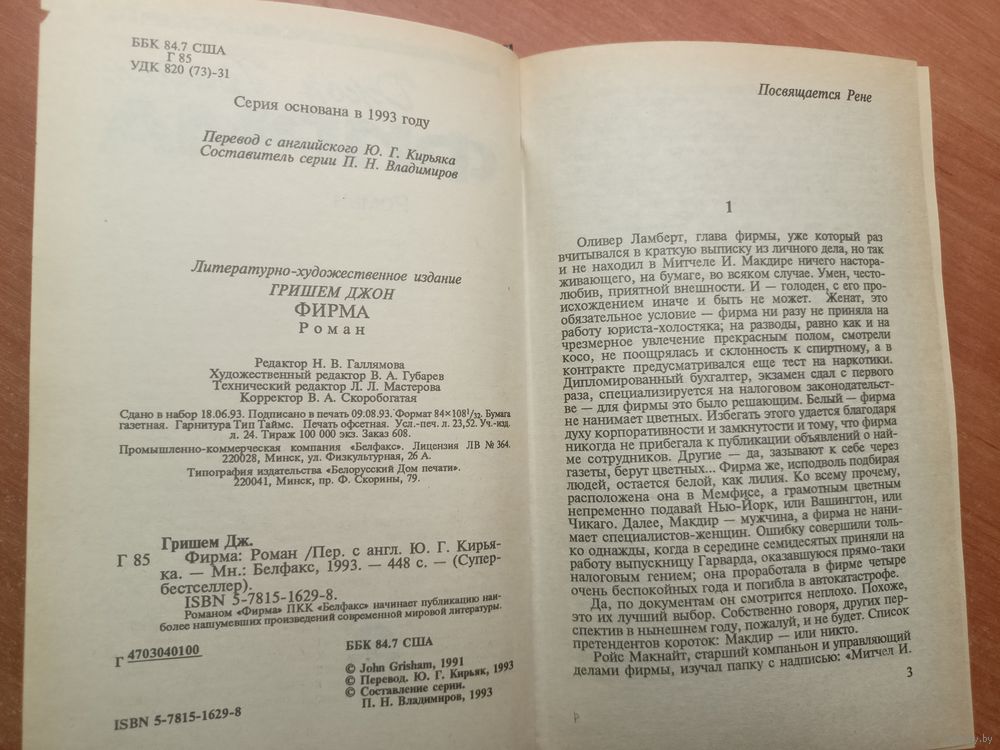 ББК 84.7 США
Г 85
УДК 820 (73)-31
Серия основана в 1993 году
Перевод с английского Ю. Г. Кирьяка
Составитель серии П. Н. Владимиров
Литературно-художественное издание
ГРИШЕМ ДЖОН
ФИРМА
Роман
Редактор Н. В. Галлямова
Художественный редактор В. А. Губарев
Технический редактор Л. Л. Мастерова
Корректор В. А. Скоробогатая
Сдано в набор 18.06.93. Подписано в печать 09.08.93. Формат 84×108¹/₃₂. Бумага
газетная. Гарнитура Тип Таймс. Печать офсетная. Усл.-печ. л. 23,52. Уч.-изд.
л. 24. Тираж 100 000 экз. Заказ 608.
Промышленно-коммерческая компания «Белфакс». Лицензия ЛВ № 364.
220028, Минск, ул. Физкультурная, 26 А.
Типография издательства «Белорусский Дом печати».
220041, Минск, пр. Ф. Скорины, 79.
Гришем Дж.
Г 85 Фирма: Роман /Пер. с англ. Ю. Г. Кирья-
ка. — Мн.: Белфакс, 1993. — 448 с. — (Супер-
бестселлер).
ISBN 5-7815-1629-8.
Романом «Фирма» ПКК «Белфакс» начинает публикацию наи-
более нашумевших произведений современной мировой литературы.
Г 4703040100
ББК 84.7 США
© John Grisham, 1991
© Перевод. Ю. Г. Кирьяк, 1993
© Составление серии.
П. Н. Владимиров, 1993
ISBN 5-7815-1629-8
Посвящается Рене
1
Оливер Ламберт, глава фирмы, уже который раз
вчитывался в краткую выписку из личного дела, но так
и не находил в Митчеле И. Макдире ничего настора-
живающего, на бумаге, во всяком случае. Умен, често-
любив, приятной внешности. И — голоден, с его про-
исхождением иначе и быть не может. Женат, это
обязательное условие — фирма ни разу не приняла на
работу юриста-холостяка; на разводы, равно как и на
чрезмерное увлечение прекрасным полом, смотрели
косо, не поощрялась и склонность к спиртному, а в
контракте предусматривался еще тест на наркотики.
Дипломированный бухгалтер, экзамен сдал с первого
раза, специализируется на налоговом законодательст-
ве — для фирмы это было решающим. Белый — фирма
не нанимает цветных. Избегать этого удается благодаря
духу корпоративности и замкнутости и тому, что фирма
никогда не прибегала к публикации объявлений о най-
ме сотрудников. Другие — да, зазывают к себе через
газеты, берут цветных... Фирма же, исподволь подбирая
людей, остается белой, как лилия. Ко всему прочему,
расположена она в Мемфисе, а грамотным цветным
непременно подавай Нью-Йорк, или Вашингтон, или
Чикаго. Далее, Макдир — мужчина, а фирма не нани-
мает специалистов-женщин. Ошибку совершили толь-
ко однажды, когда в середине семидесятых приняли на
работу выпускницу Гарварда, оказавшуюся прямо-таки
налоговым гением; она проработала в фирме четыре
очень беспокойных года и погибла в автокатастрофе.
Да, по документам он смотрится неплохо. Похоже,
это их лучший выбор. Собственно говоря, других пер-
спектив в нынешнем году, пожалуй, и не будет. Список
претендентов короток: Макдир — или никто.
Ройс Макнайт, старший компаньон и управляющий
делами фирмы, изучал папку с надписью: «Митчел И.
3